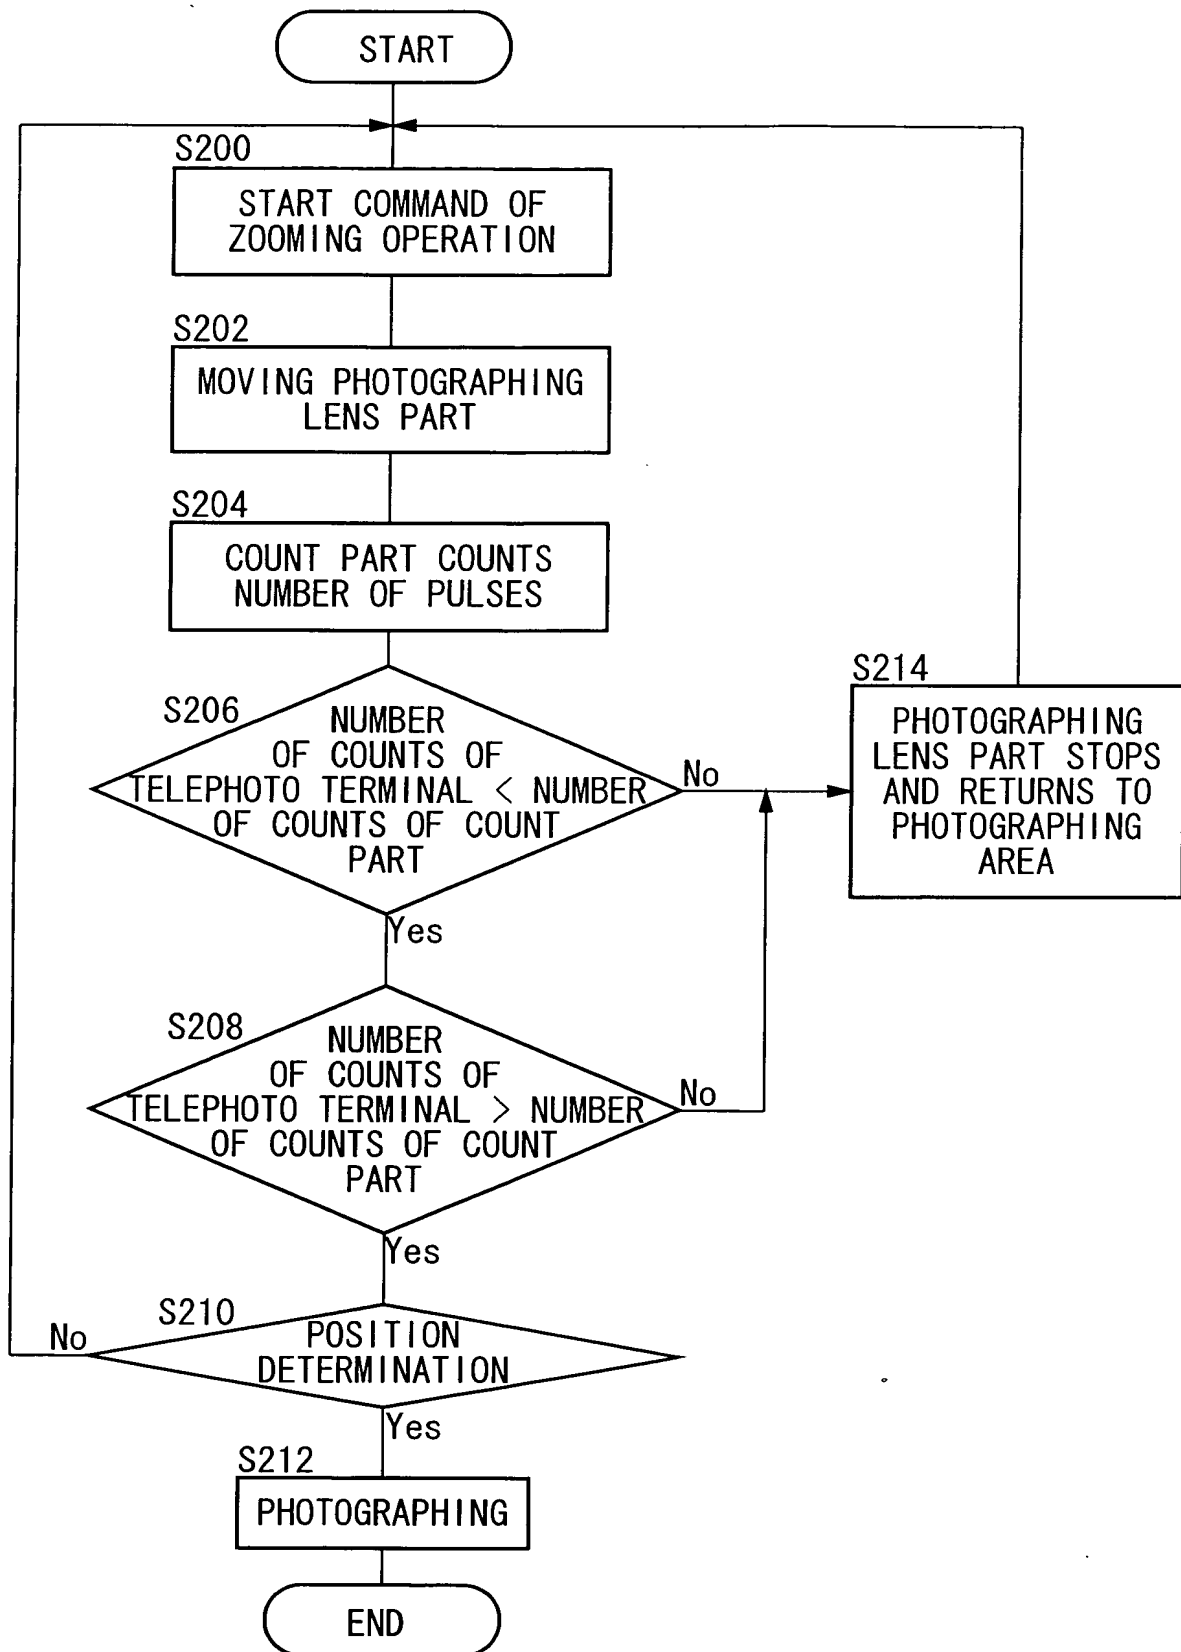 START
S200
START COMMAND OF
ZOOMING OPERATION
S202
MOVING PHOTOGRAPHING
LENS PART
S204
COUNT PART COUNTS
NUMBER OF PULSES
S206
NUMBER
OF COUNTS OF
TELEPHOTO TERMINAL < NUMBER
OF COUNTS OF COUNT
PART
No
Yes
S214
PHOTOGRAPHING
LENS PART STOPS
AND RETURNS TO
PHOTOGRAPHING
AREA
S208
NUMBER
OF COUNTS OF
TELEPHOTO TERMINAL > NUMBER
OF COUNTS OF COUNT
PART
No
Yes
S210
POSITION
DETERMINATION
No
Yes
S212
PHOTOGRAPHING
END